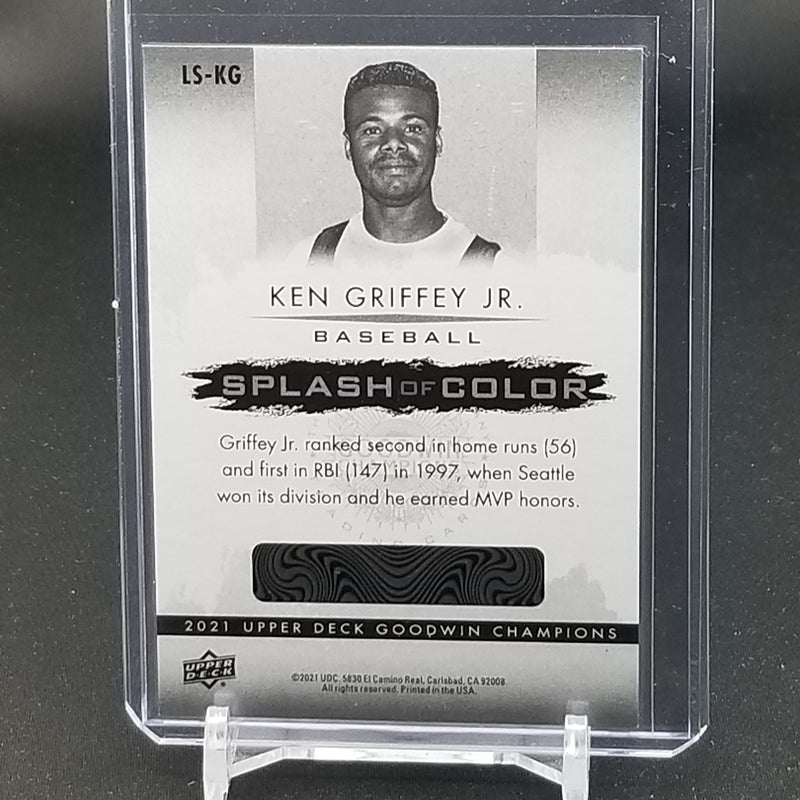 LS-KG
KEN GRIFFEY JR.
BASEBALL
SPLASH OF COLOR
Griffey Jr. ranked second in home runs (56)
and first in RBI (147) in 1997, when Seattle
won its division and he earned MVP honors.
2021 UPPER DECK GOODWIN CHAMPIONS
UPPER
D·E·C·K
©2021 UDC, 5830 El Camino Real, Carlsbad, CA 92008.
All rights reserved. Printed in the USA.